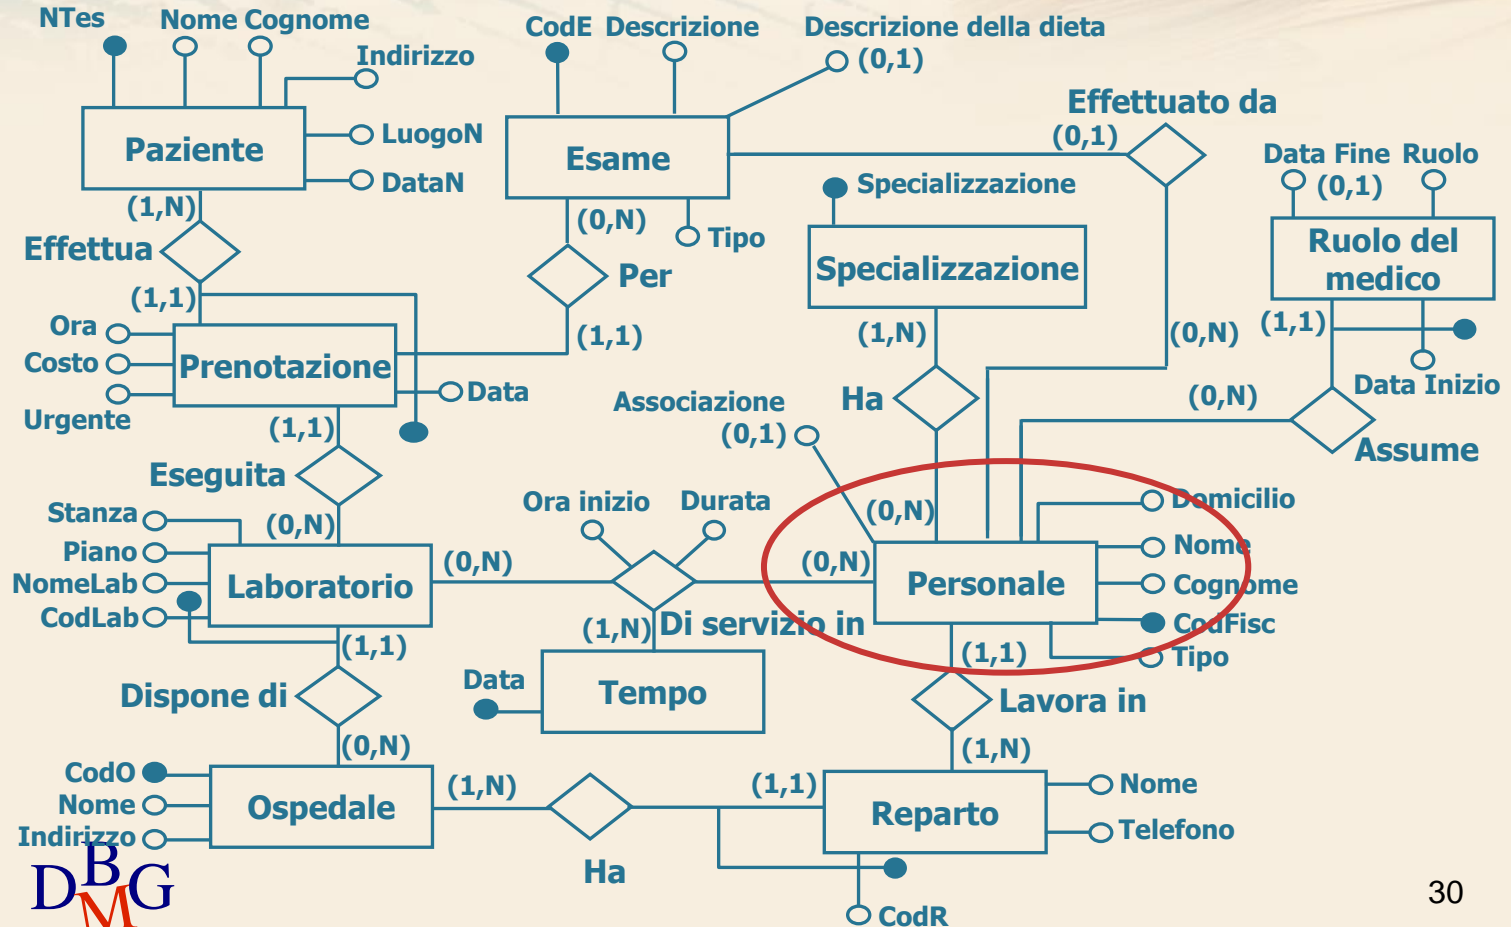 NTes
Nome Cognome
CodE Descrizione
Descrizione della dieta
(0,1)
Indirizzo
Effettuato da
(0,1)
Paziente
LuogoN
DataN
Esame
Data Fine Ruolo
(0,1)
Specializzazione
(1,N)
(0,N)
Tipo
Effettua
Per
Specializzazione
Ruolo del
medico
(1,1)
(1,1)
(1,N)
(0,N)
(1,1)
Ora
Costo
Urgente
Prenotazione
Data
Data Inizio
Associazione
(0,1)
Ha
(0,N)
(1,1)
Assume
Eseguita
Ora inizio
Durata
Domicilio
Stanza
(0,N)
(0,N)
Piano
Nome
NomeLab
Laboratorio
(0,N)
(0,N)
Personale
Cognome
CodLab
CodFisc
(1,1)
(1,N)
Di servizio in
(1,1)
Tipo
Dispone di
Data
Tempo
Lavora in
(0,N)
(1,N)
CodO
Nome
Indirizzo
Ospedale
(1,N)
(1,1)
Reparto
Nome
Telefono
Ha
CodR
DBMG
30